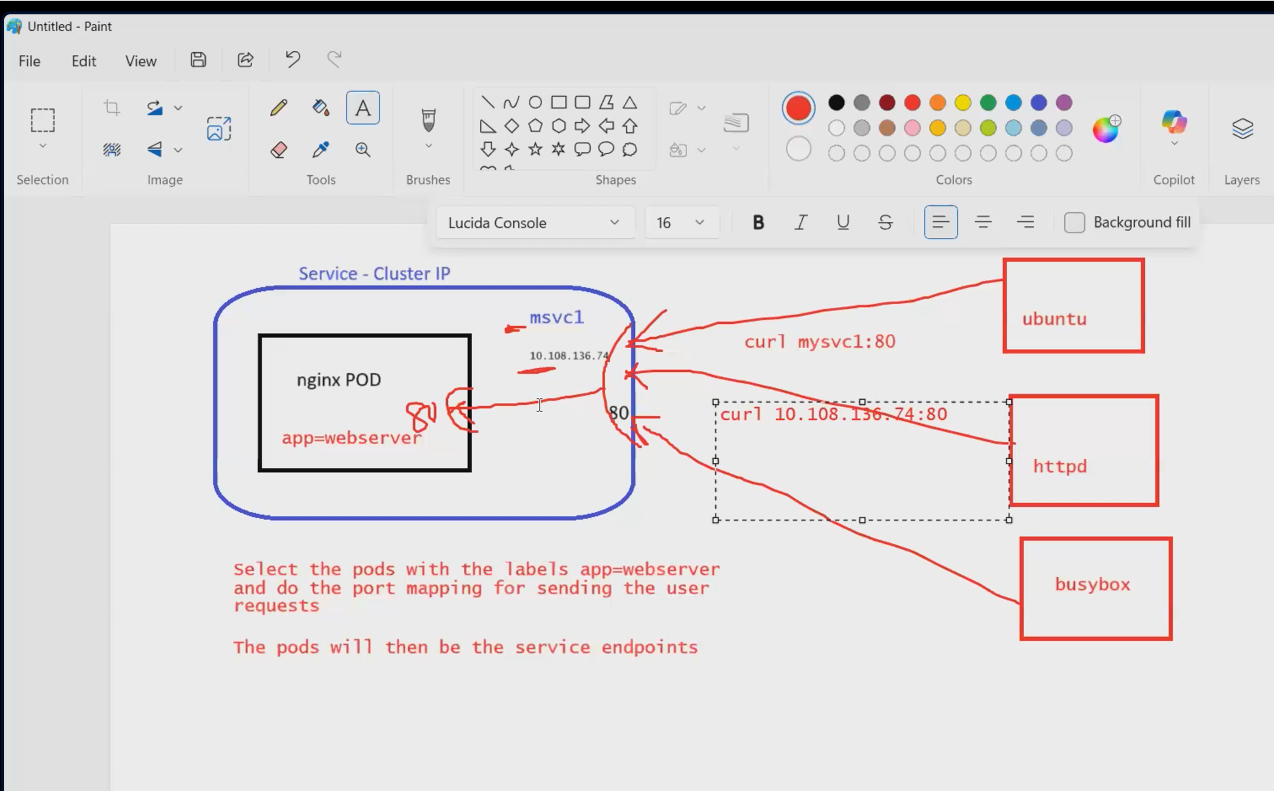 Untitled - Paint
File Edit View
Selection Image Tools Brushes Shapes Colors Copilot Layers
Lucida Console 16 B I U S Background fill
Service - Cluster IP
msvc1
10.108.136.74
nginx POD
80
app=webserver
80
curl mysvc1:80
curl 10.108.136.74:80
ubuntu
httpd
busybox
Select the pods with the labels app=webserver
and do the port mapping for sending the user
requests
The pods will then be the service endpoints